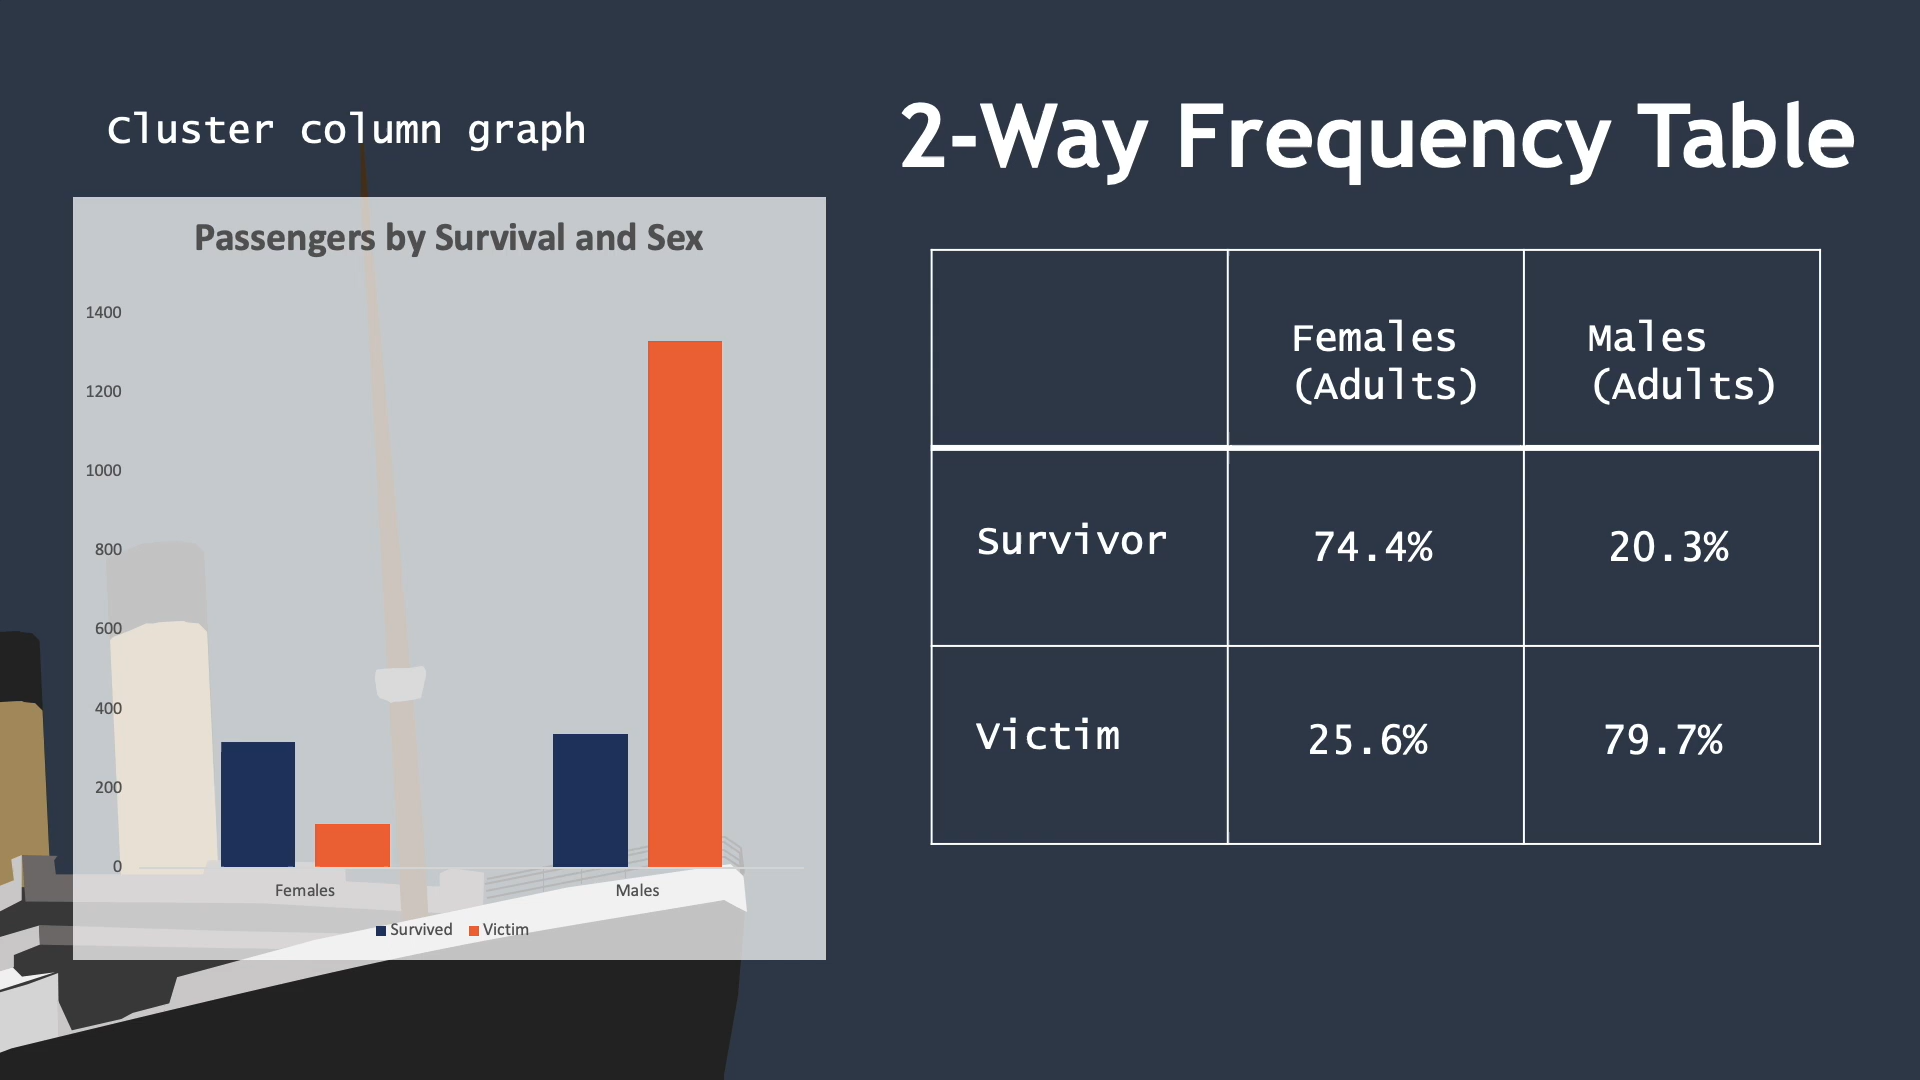 Cluster column graph
2-Way Frequency Table
Passengers by Survival and Sex
1400
1200
1000
800
600
400
200
0
Females
Males
Survived
Victim
Females
(Adults)
Males
(Adults)
Survivor
74.4%
20.3%
Victim
25.6%
79.7%